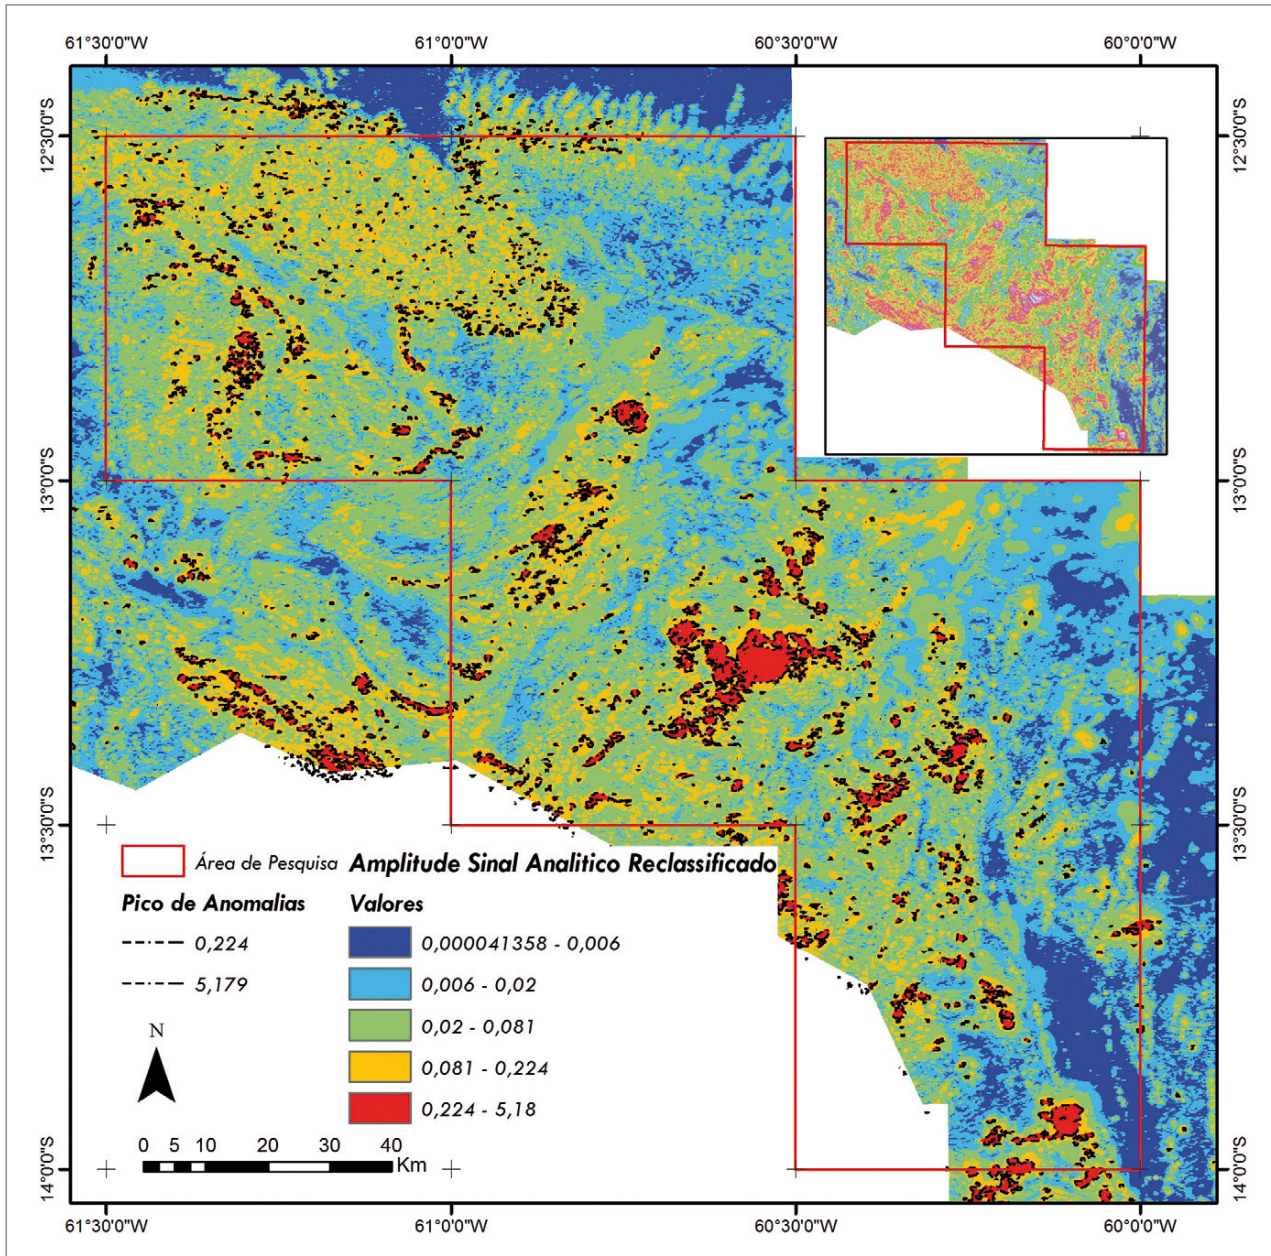 61°30'0"W 61°0'0"W 60°30'0"W 60°0'0"W
12°30'0"S 12°30'0"S
13°0'0"S 13°0'0"S
13°30'0"S 13°30'0"S
14°0'0"S 14°0'0"S
Área de Pesquisa
Pico de Anomalias
0,224
5,179
Amplitude Sinal Analitico Reclassificado
Valores
0,000041358 - 0,006
0,006 - 0,02
0,02 - 0,081
0,081 - 0,224
0,224 - 5,18
N
0 5 10 20 30 40
Km
61°30'0"W 61°0'0"W 60°30'0"W 60°0'0"W